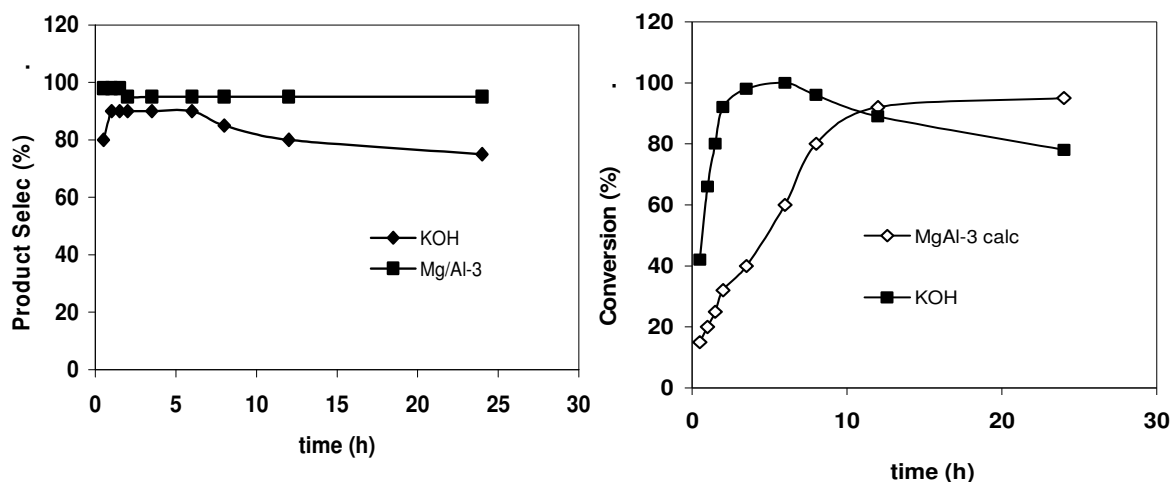 120
100
80
60
40
20
0
Product Selec (%)
KOH
Mg/Al-3
0 5 10 15 20 25 30
time (h)
120
100
80
60
40
20
0
Conversion (%)
MgAl-3 calc
KOH
0 10 20 30
time (h)